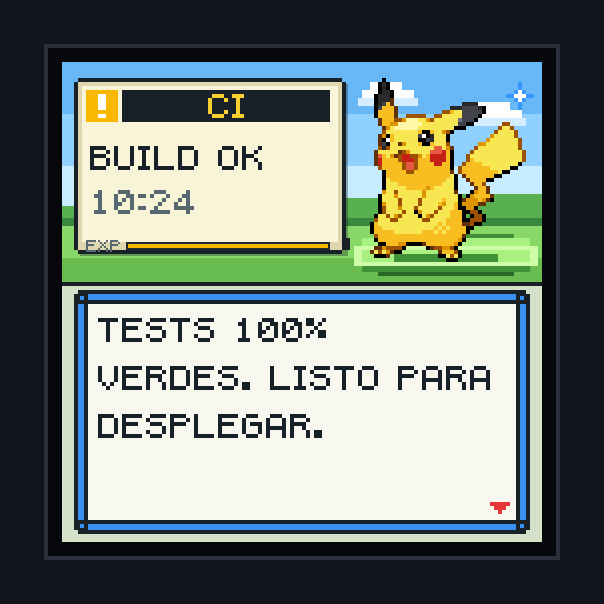 ! CI
BUILD OK
10:24
EXP
TESTS 100%
VERDES. LISTO PARA
DESPLEGAR.